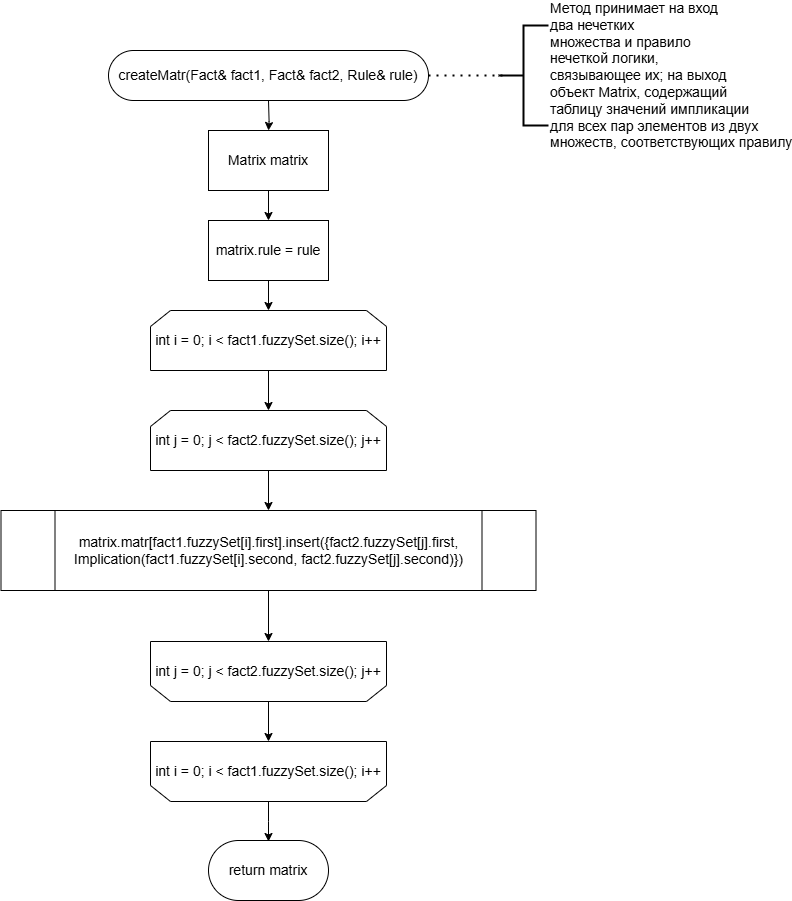 Метод принимает на вход
два нечетких
множества и правило
нечеткой логики,
связывающее их; на выход
объект Matrix, содержащий
таблицу значений импликации
для всех пар элементов из двух
множеств, соответствующих правилу
createMatr(Fact& fact1, Fact& fact2, Rule& rule)
Matrix matrix
matrix.rule = rule
int i = 0; i < fact1.fuzzySet.size(); i++
int j = 0; j < fact2.fuzzySet.size(); j++
matrix.matr[fact1.fuzzySet[i].first].insert({fact2.fuzzySet[j].first,
Implication(fact1.fuzzySet[i].second, fact2.fuzzySet[j].second)})
int j = 0; j < fact2.fuzzySet.size(); j++
int i = 0; i < fact1.fuzzySet.size(); i++
return matrix